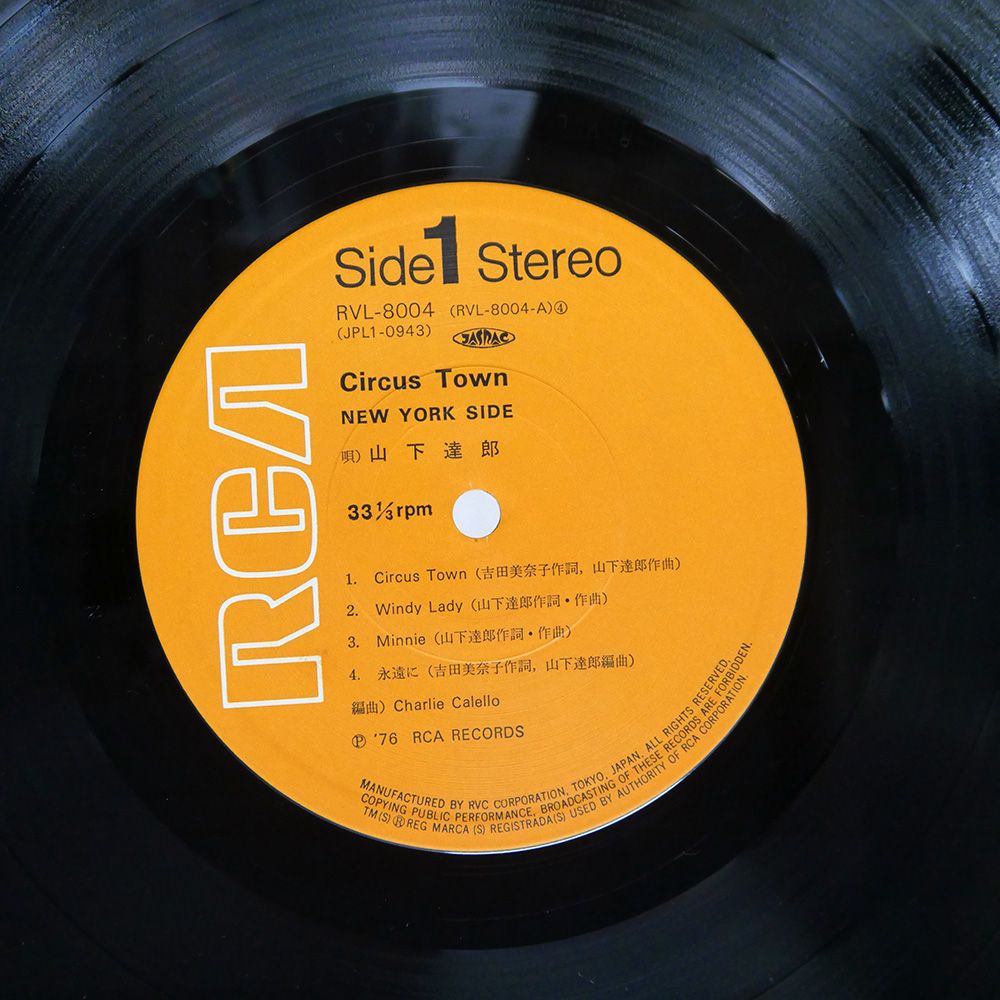 Side 1 Stereo
RVL-8004 (RVL-8004-A)④
(JPL1-0943) JASRAC
Circus Town
NEW YORK SIDE
唄) 山下達郎
33⅓rpm
1. Circus Town (吉田美奈子作詞, 山下達郎作曲)
2. Windy Lady (山下達郎作詞・作曲)
3. Minnie (山下達郎作詞・作曲)
4. 永遠に (吉田美奈子作詞, 山下達郎編曲)
編曲) Charlie Calello
Ⓟ '76 RCA RECORDS
MANUFACTURED BY RVC CORPORATION, TOKYO, JAPAN, ALL RIGHTS RESERVED,
COPYING PUBLIC PERFORMANCE, BROADCASTING OF THESE RECORDS ARE FORBIDDEN.
TM(S) ® REG MARCA (S) REGISTRADA(S) USED BY AUTHORITY OF RCA CORPORATION.
RCA